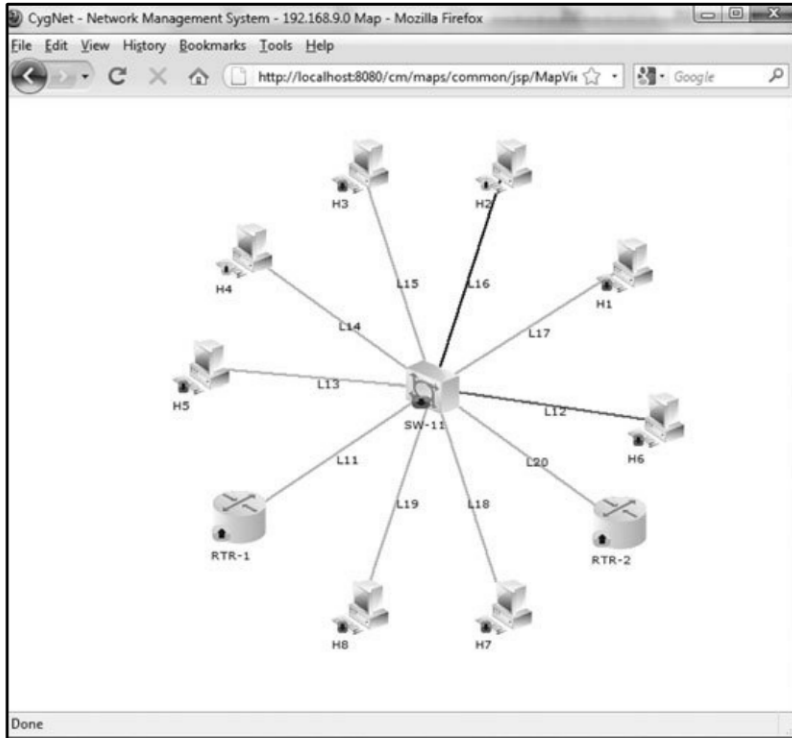 CygNet - Network Management System - 192.168.9.0 Map - Mozilla Firefox
File Edit View History Bookmarks Tools Help
http://localhost:8080/cm/maps/common/jsp/MapVie
Google
H3
H2
H4
H1
L15
L16
L14
L17
H5
L13
L12
SW-11
H6
L11
L20
L19
L18
RTR-1
RTR-2
H8
H7
Done